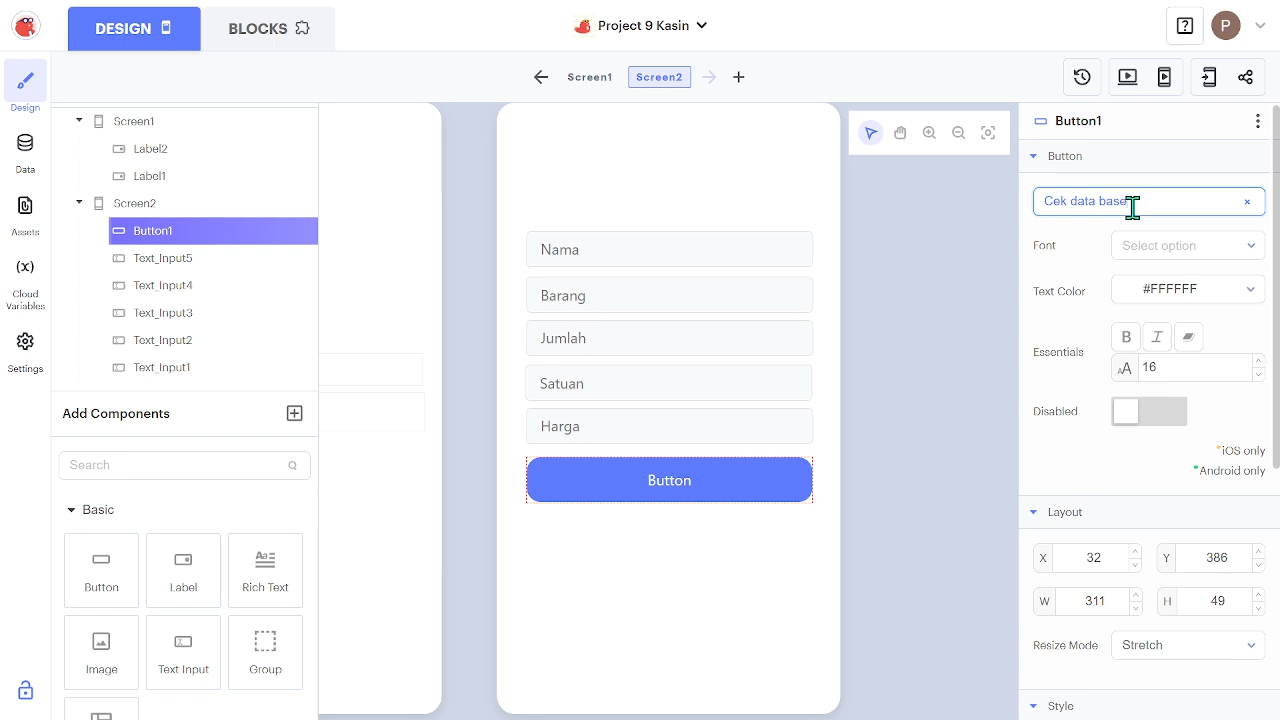 DESIGN
BLOCKS
Project 9 Kasin
P
Screen1
Screen2
Design
Data
Assets
Cloud
Variables
Settings
Screen1
Label2
Label1
Screen2
Button1
Text_Input5
Text_Input4
Text_Input3
Text_Input2
Text_Input1
Add Components
Search
Basic
Button
Label
Rich Text
Image
Text Input
Group
Nama
Barang
Jumlah
Satuan
Harga
Button
Button1
Button
Cek data base
Font
Select option
Text Color
#FFFFFF
Essentials
B I
AA 16
Disabled
*iOS only
*Android only
Layout
X 32 Y 386
W 311 H 49
Resize Mode Stretch
Style